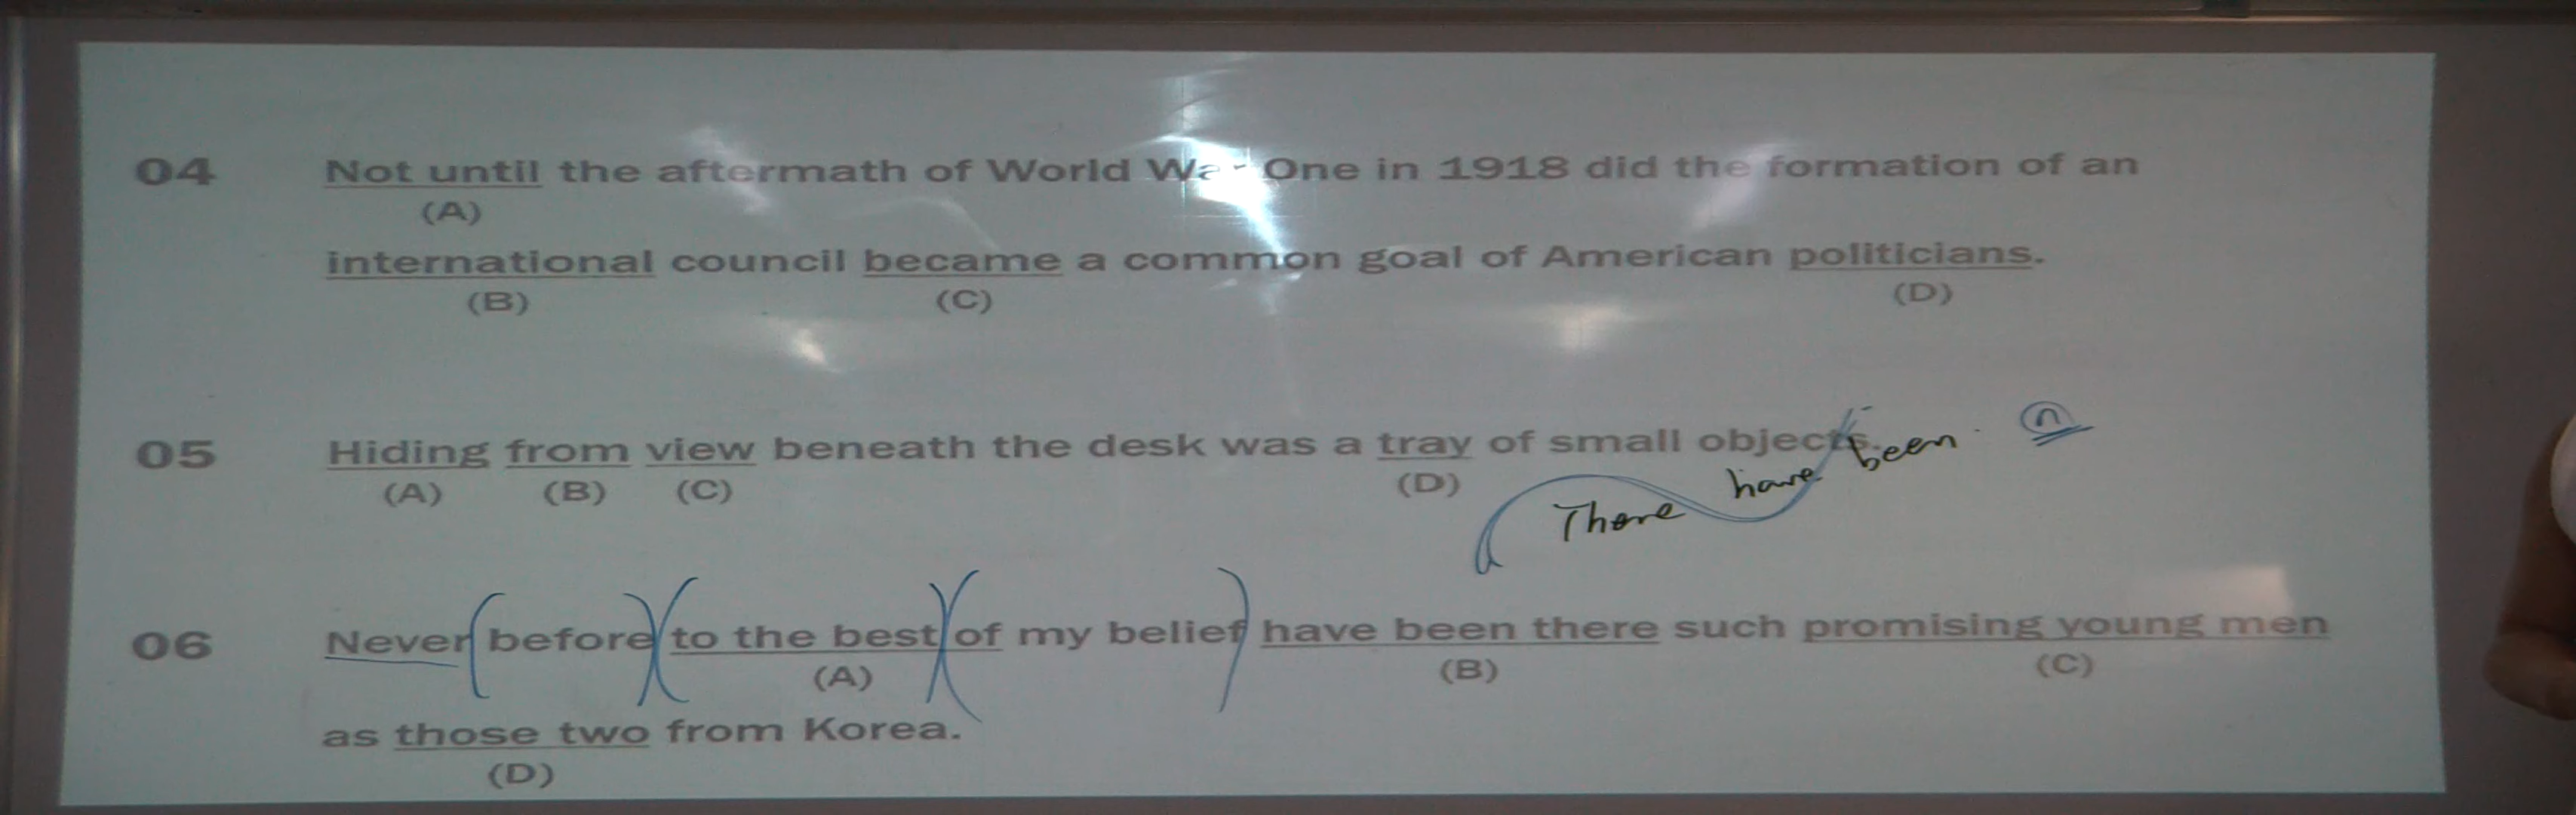 04 Not until the aftermath of World War One in 1918 did the formation of an
(A)
international council became a common goal of American politicians.
(B) (C) (D)
05 Hiding from view beneath the desk was a tray of small objects.
(A) (B) (C) (D)
There have been n
06 Never before to the best of my belief have been there such promising young men
(A) (B) (C)
as those two from Korea.
(D)